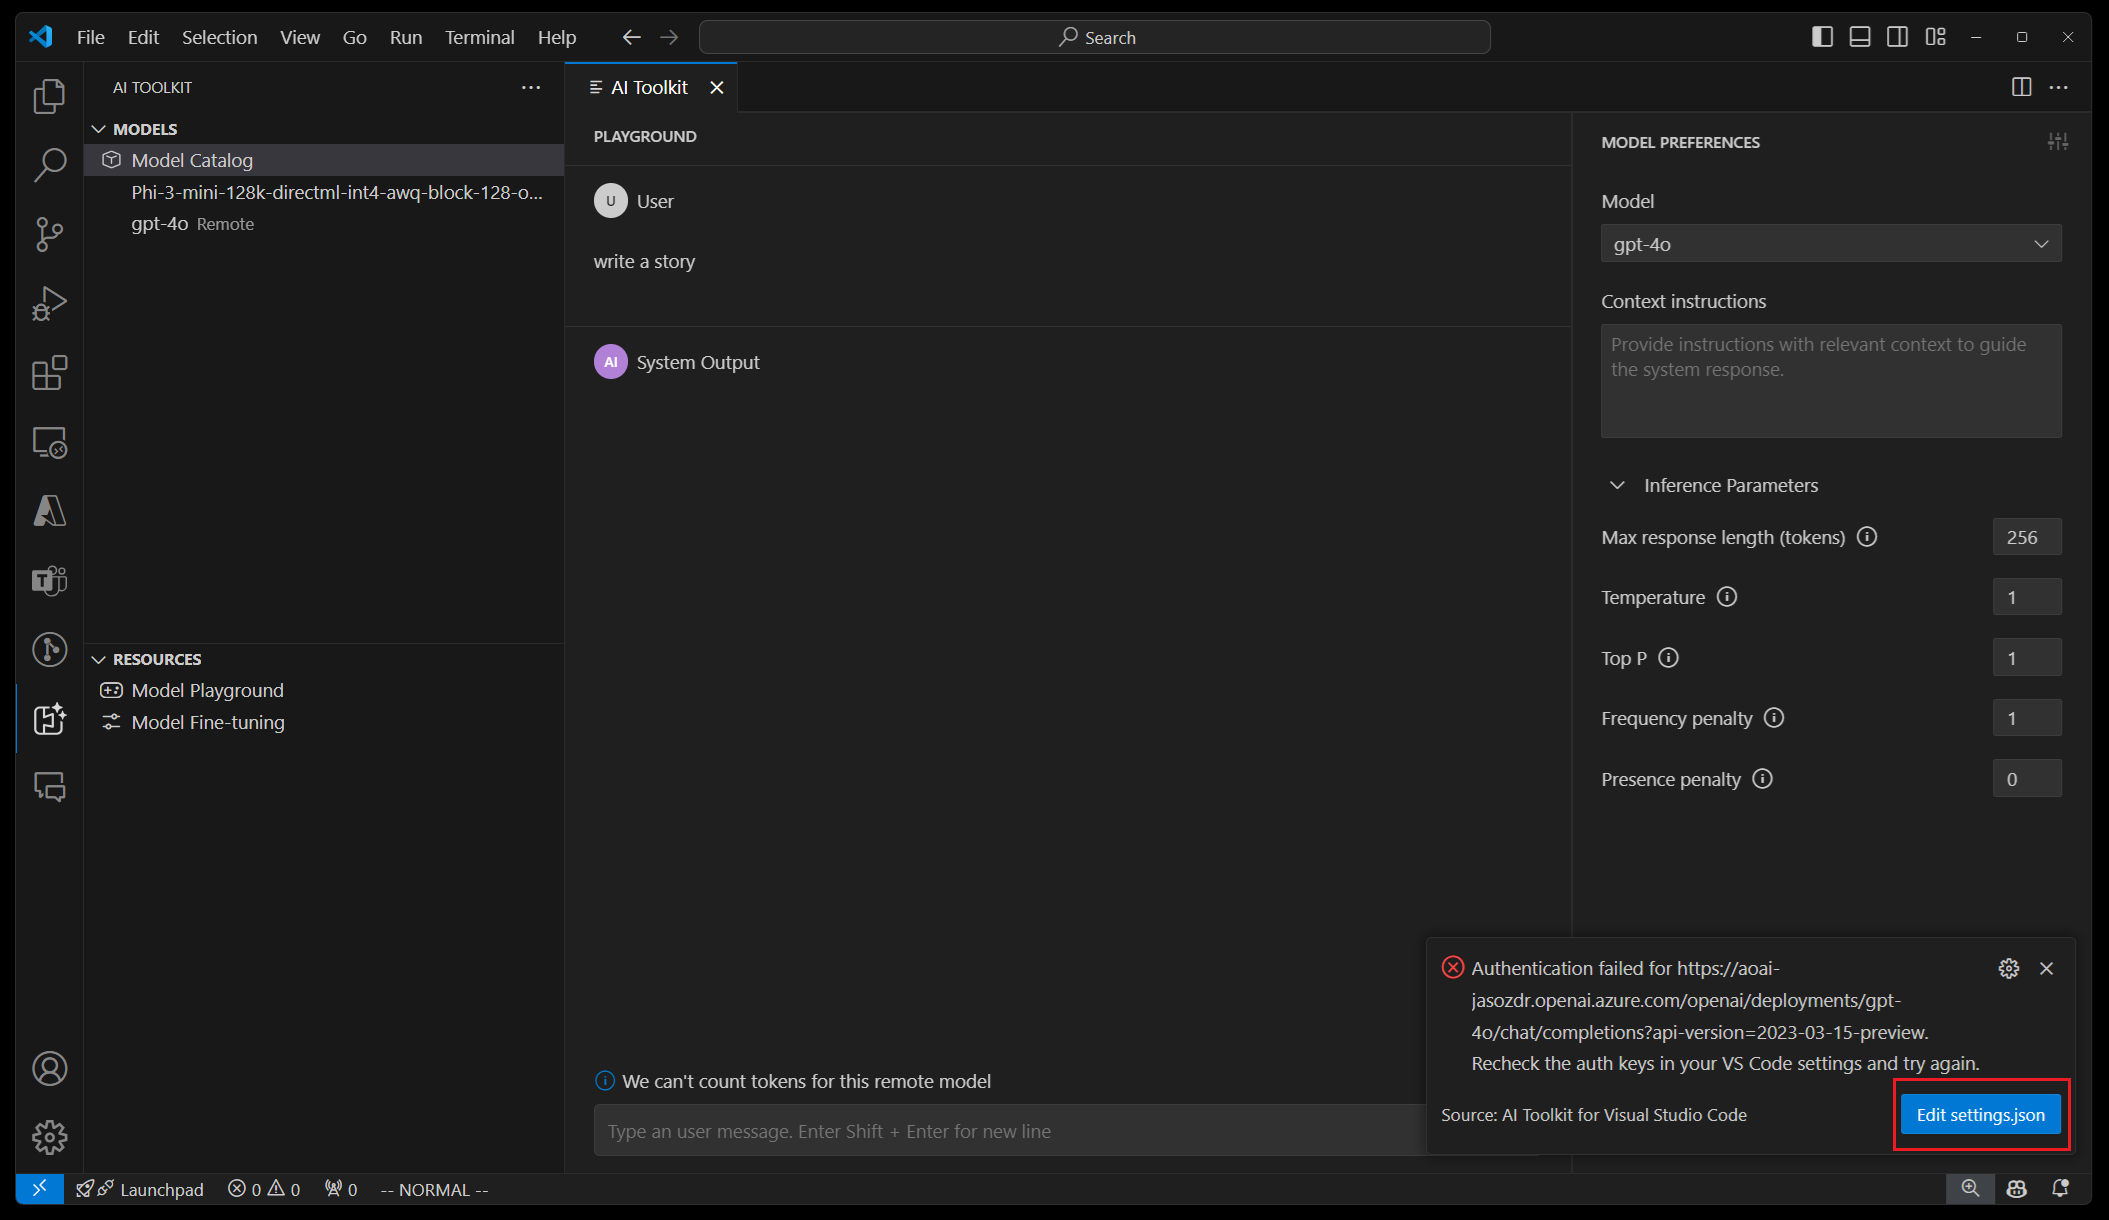 File Edit Selection View Go Run Terminal Help
Search
AI TOOLKIT
MODELS
Model Catalog
Phi-3-mini-128k-directml-int4-awq-block-128-o...
gpt-4o Remote
RESOURCES
Model Playground
Model Fine-tuning
AI Toolkit
PLAYGROUND
U User
write a story
AI System Output
We can't count tokens for this remote model
Type an user message. Enter Shift + Enter for new line
MODEL PREFERENCES
Model
gpt-4o
Context instructions
Provide instructions with relevant context to guide
the system response.
Inference Parameters
Max response length (tokens) 256
Temperature 1
Top P 1
Frequency penalty 1
Presence penalty 0
Authentication failed for https://aoai-
jasozdr.openai.azure.com/openai/deployments/gpt-
4o/chat/completions?api-version=2023-03-15-preview.
Recheck the auth keys in your VS Code settings and try again.
Source: AI Toolkit for Visual Studio Code
Edit settings.json
Launchpad 0 0 0 -- NORMAL --